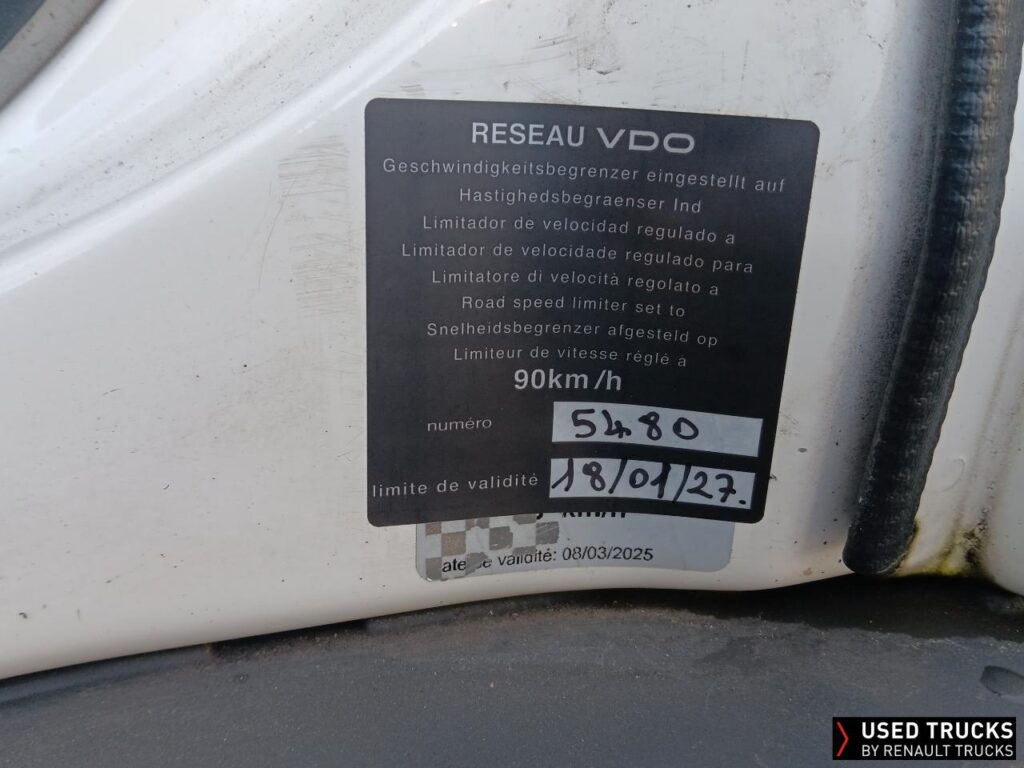 RESEAU VDO
Geschwindigkeitsbegrenzer eingestellt auf
Hastighedsbegraenser Ind
Limitador de velocidad regulado a
Limitador de velocidade regulado para
Limitatore di velocità regolato a
Road speed limiter set to
Snelheidsbegrenzer afgesteld op
Limiteur de vitesse réglé à
90km/h
numéro 5480
limite de validité 18/01/27.
km/h
validité: 08/03/2025
USED TRUCKS
BY RENAULT TRUCKS